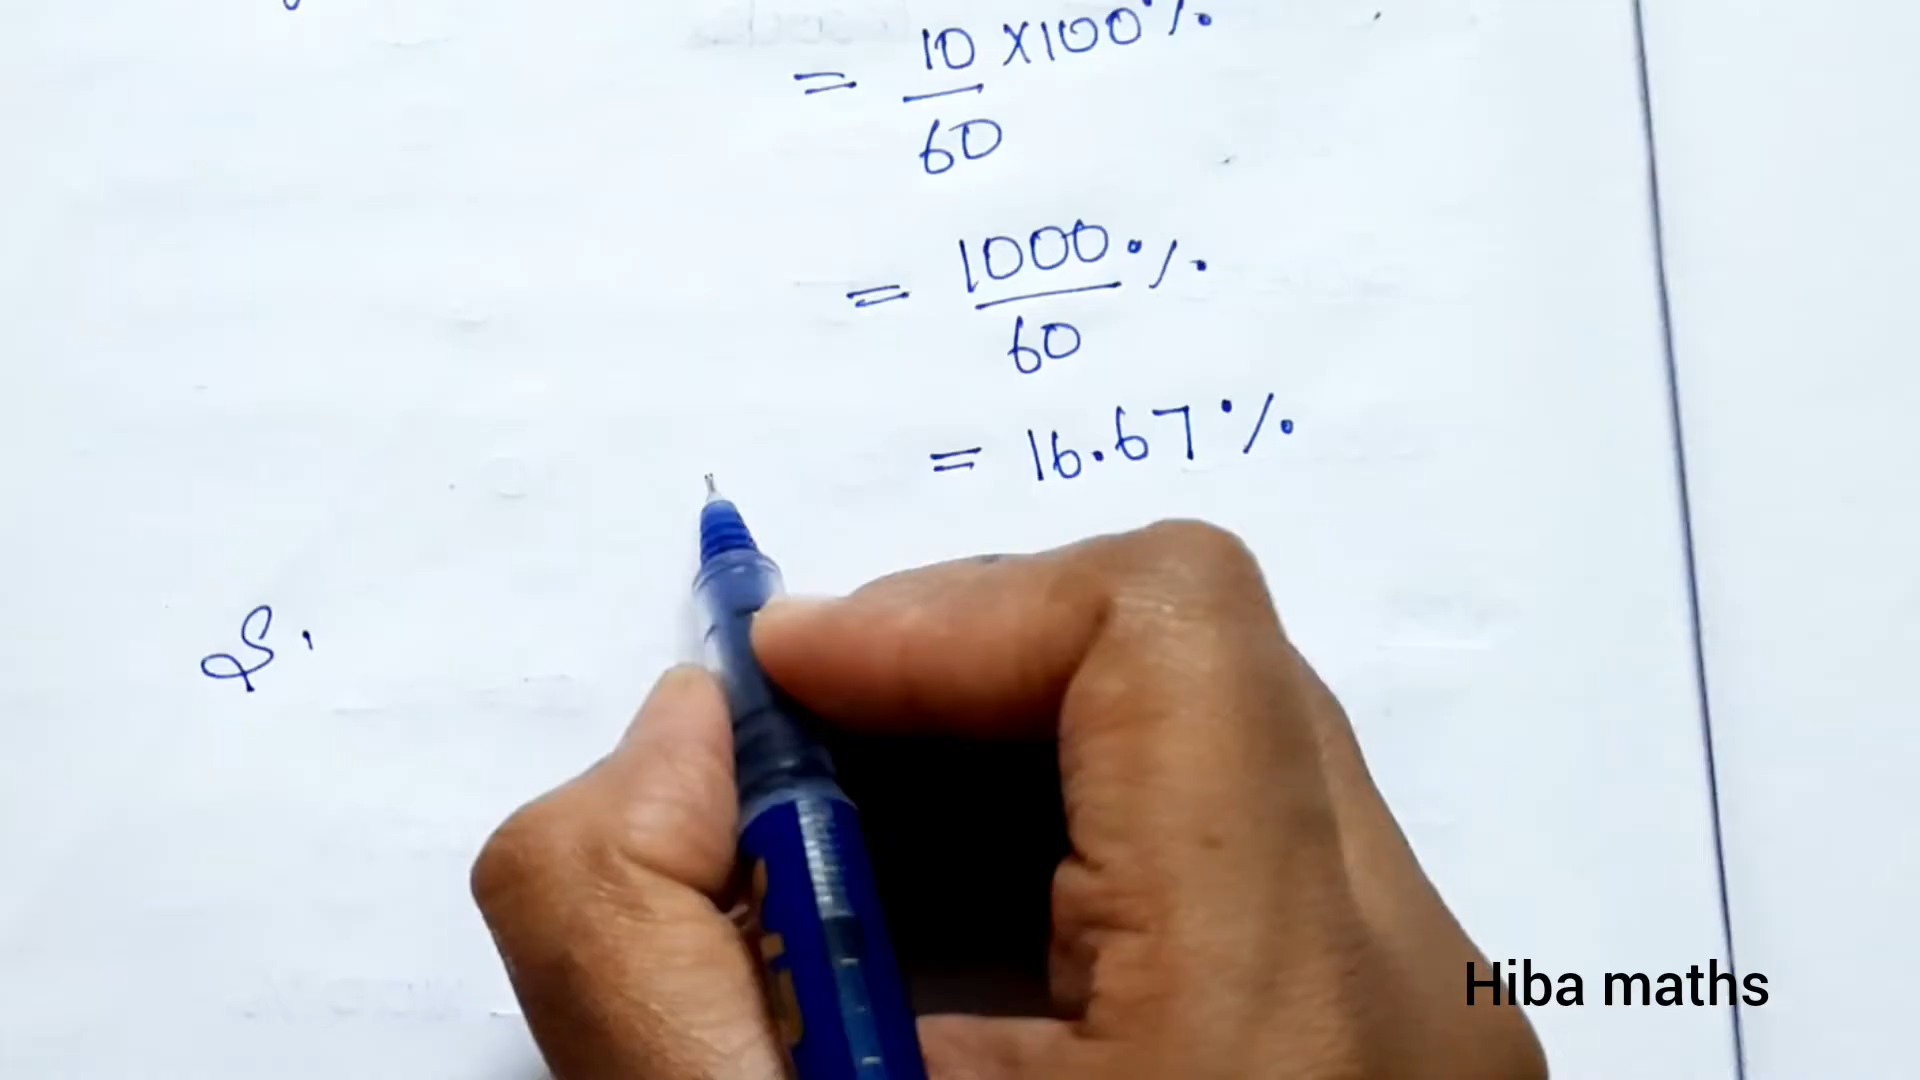 = 10/60 ×100%
= 1000/60 %
= 16.67%
S.
Hiba maths